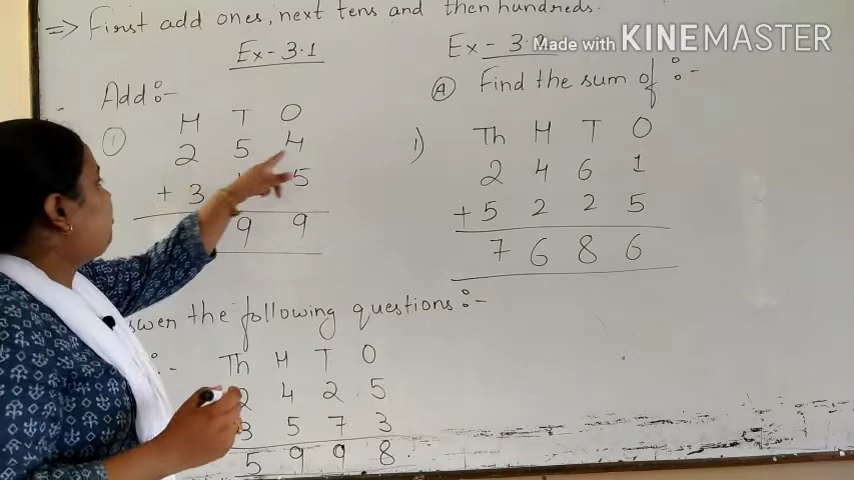 => First add ones, next tens and then hundreds.
Ex-3.1
Add:-
①
H T O
2 5 4
+ 3 5
9 9
Ex-3.
Made with KINEMASTER
Ⓐ Find the sum of :-
i)
Th H T O
2 4 6 1
+ 5 2 2 5
7 6 8 6
the following questions :-
:- Th H T O
2 4 2 5
3 5 7 3
5 9 9 8